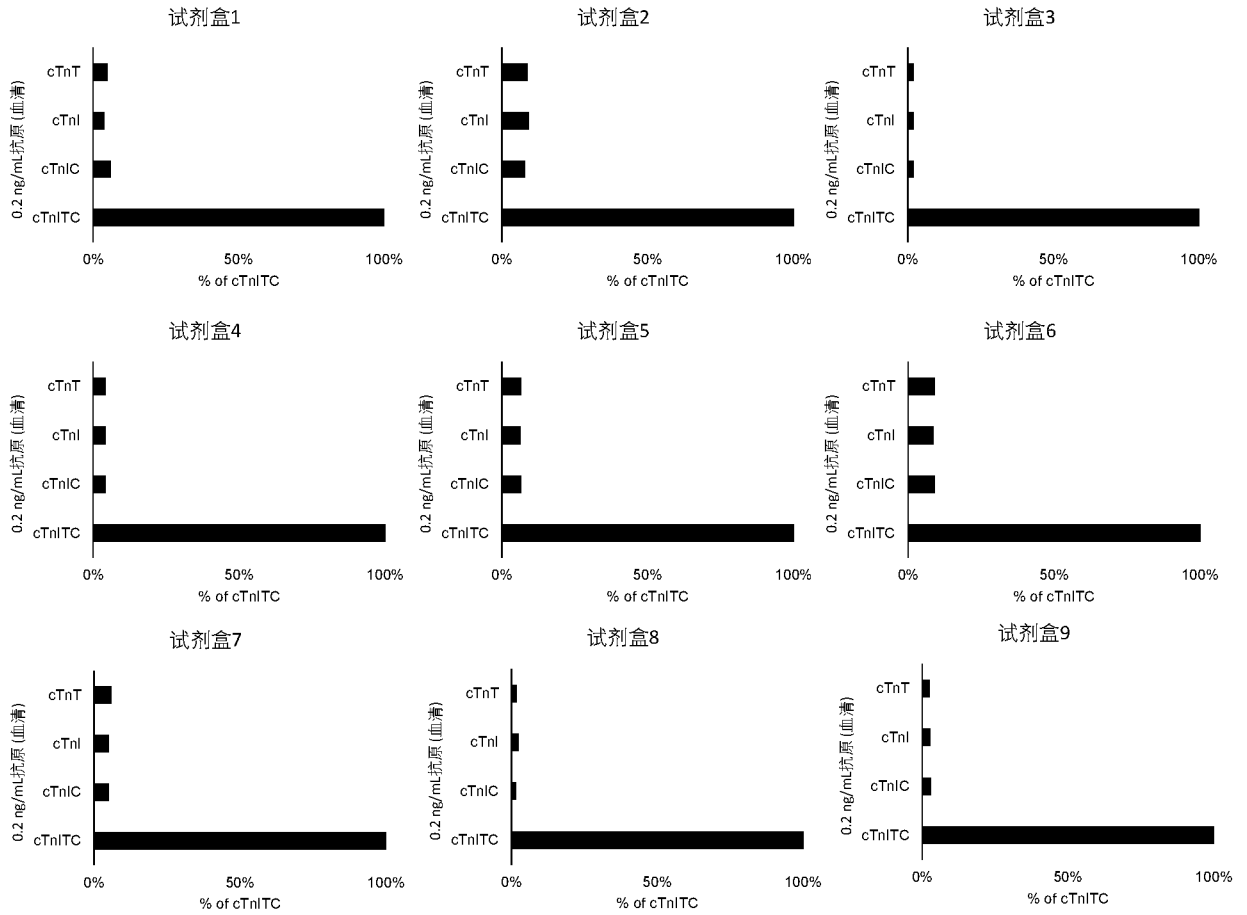 试剂盒1
0.2 ng/mL抗原 (血清)
cTnT
cTnI
cTnIC
cTnITC
0% 50% 100%
% of cTnITC
试剂盒2
0.2 ng/mL抗原 (血清)
cTnT
cTnI
cTnIC
cTnITC
0% 50% 100%
% of cTnITC
试剂盒3
0.2 ng/mL抗原 (血清)
cTnT
cTnI
cTnIC
cTnITC
0% 50% 100%
% of cTnITC
试剂盒4
0.2 ng/mL抗原 (血清)
cTnT
cTnI
cTnIC
cTnITC
0% 50% 100%
% of cTnITC
试剂盒5
0.2 ng/mL抗原 (血清)
cTnT
cTnI
cTnIC
cTnITC
0% 50% 100%
% of cTnITC
试剂盒6
0.2 ng/mL抗原 (血清)
cTnT
cTnI
cTnIC
cTnITC
0% 50% 100%
% of cTnITC
试剂盒7
0.2 ng/mL抗原 (血清)
cTnT
cTnI
cTnIC
cTnITC
0% 50% 100%
% of cTnITC
试剂盒8
0.2 ng/mL抗原 (血清)
cTnT
cTnI
cTnIC
cTnITC
0% 50% 100%
% of cTnITC
试剂盒9
0.2 ng/mL抗原 (血清)
cTnT
cTnI
cTnIC
cTnITC
0% 50% 100%
% of cTnITC